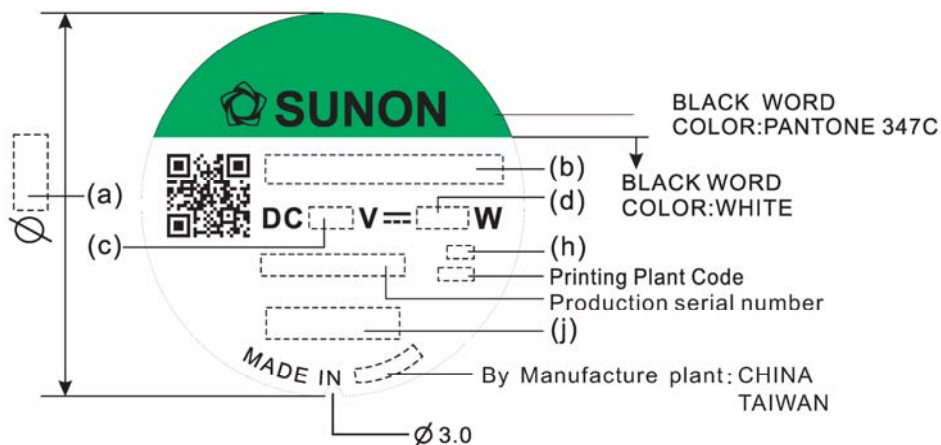 SUNON
BLACK WORD
COLOR:PANTONE 347C
(a)
Ø
(b)
BLACK WORD
COLOR:WHITE
DC V⎓ W
(d)
(c)
(h)
Printing Plant Code
Production serial number
(j)
MADE IN
By Manufacture plant: CHINA
TAIWAN
Ø 3.0